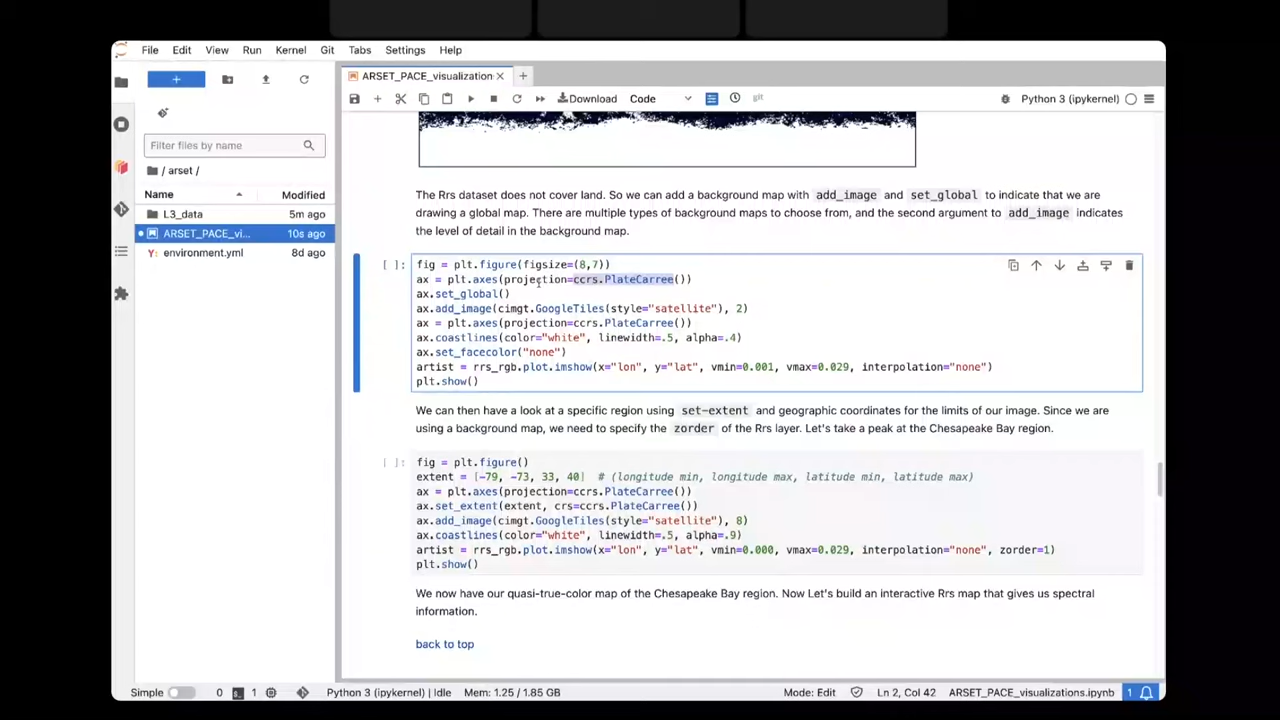 File Edit View Run Kernel Git Tabs Settings Help
ARSET_PACE_visualization
Download Code git Python 3 (ipykernel)
Filter files by name
/ arset /
Name Modified
L3_data 5m ago
ARSET_PACE_vi... 10s ago
Y: environment.yml 8d ago
The Rrs dataset does not cover land. So we can add a background map with add_image and set_global to indicate that we are
drawing a global map. There are multiple types of background maps to choose from, and the second argument to add_image indicates
the level of detail in the background map.
[ ]: fig = plt.figure(figsize=(8,7))
ax = plt.axes(projection=ccrs.PlateCarree())
ax.set_global()
ax.add_image(cimgt.GoogleTiles(style="satellite"), 2)
ax = plt.axes(projection=ccrs.PlateCarree())
ax.coastlines(color="white", linewidth=.5, alpha=.4)
ax.set_facecolor("none")
artist = rrs_rgb.plot.imshow(x="lon", y="lat", vmin=0.001, vmax=0.029, interpolation="none")
plt.show()
We can then have a look at a specific region using set-extent and geographic coordinates for the limits of our image. Since we are
using a background map, we need to specify the zorder of the Rrs layer. Let's take a peak at the Chesapeake Bay region.
[ ]: fig = plt.figure()
extent = [-79, -73, 33, 40] # (longitude min, longitude max, latitude min, latitude max)
ax = plt.axes(projection=ccrs.PlateCarree())
ax.set_extent(extent, crs=ccrs.PlateCarree())
ax.add_image(cimgt.GoogleTiles(style="satellite"), 8)
ax.coastlines(color="white", linewidth=.5, alpha=.9)
artist = rrs_rgb.plot.imshow(x="lon", y="lat", vmin=0.000, vmax=0.029, interpolation="none", zorder=1)
plt.show()
We now have our quasi-true-color map of the Chesapeake Bay region. Now Let's build an interactive Rrs map that gives us spectral
information.
back to top
Simple 0 1 Python 3 (ipykernel) | Idle Mem: 1.25 / 1.85 GB Mode: Edit Ln 2, Col 42 ARSET_PACE_visualizations.ipynb 1